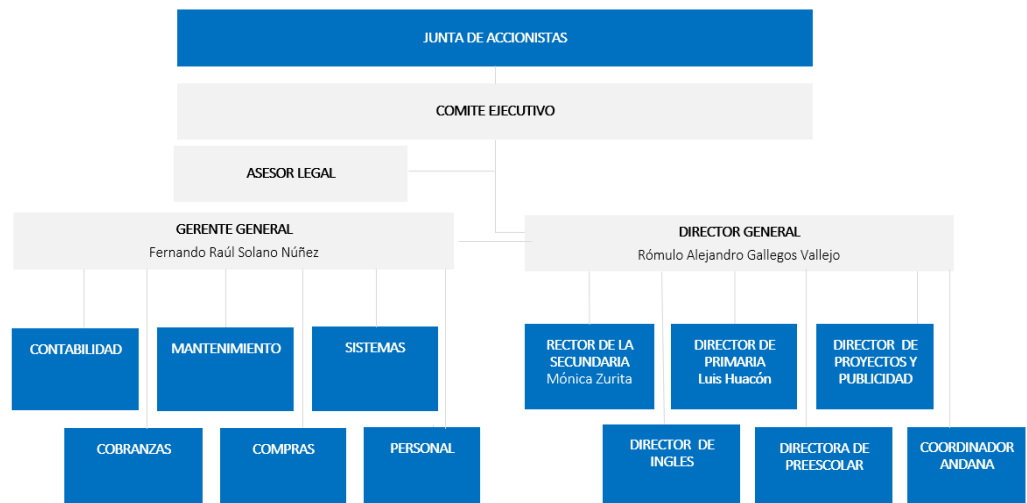 JUNTA DE ACCIONISTAS
COMITE EJECUTIVO
ASESOR LEGAL
GERENTE GENERAL
Fernando Raúl Solano Núñez
DIRECTOR GENERAL
Rómulo Alejandro Gallegos Vallejo
CONTABILIDAD
MANTENIMIENTO
SISTEMAS
RECTOR DE LA
SECUNDARIA
Mónica Zurita
DIRECTOR DE
PRIMARIA
Luis Huacón
DIRECTOR DE
PROYECTOS Y
PUBLICIDAD
COBRANZAS
COMPRAS
PERSONAL
DIRECTOR DE
INGLES
DIRECTORA DE
PREESCOLAR
COORDINADOR
ANDANA